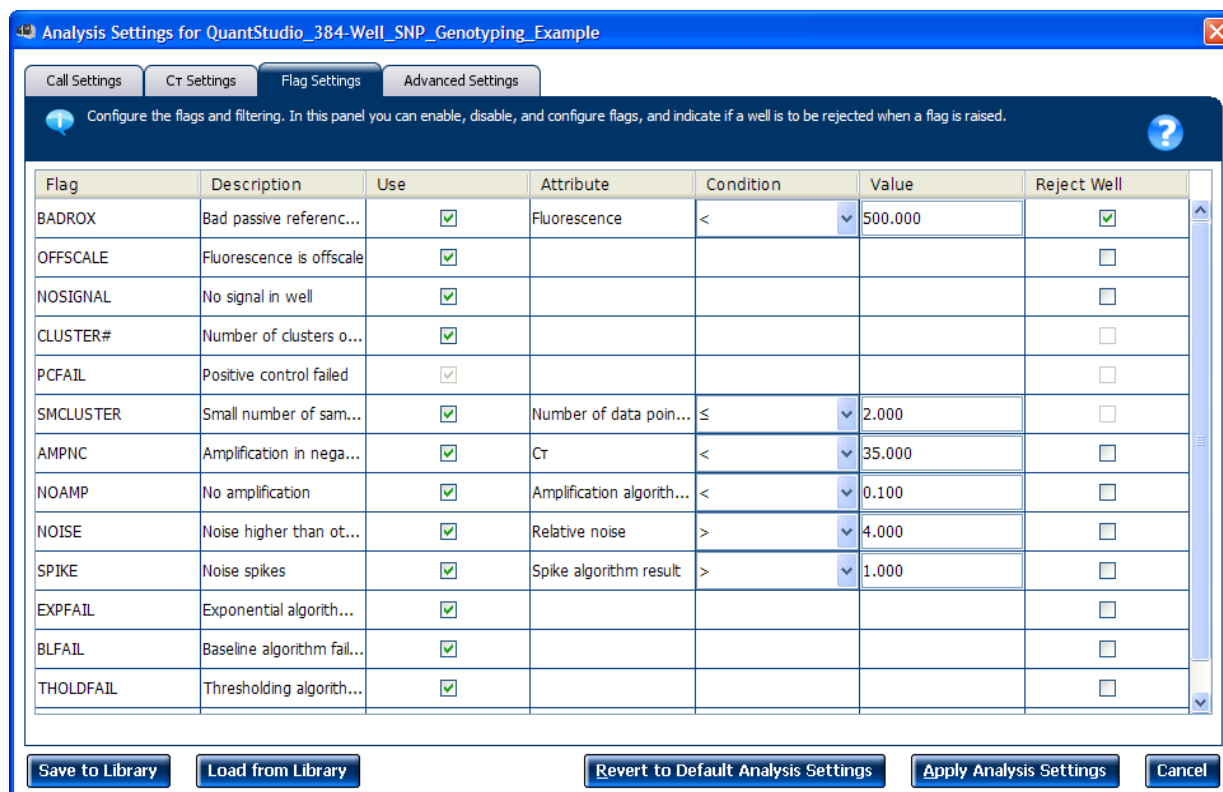 Analysis Settings for QuantStudio_384-Well_SNP_Genotyping_Example
Call Settings Cт Settings Flag Settings Advanced Settings
Configure the flags and filtering. In this panel you can enable, disable, and configure flags, and indicate if a well is to be rejected when a flag is raised. ?
Flag Description Use Attribute Condition Value Reject Well
BADROX Bad passive referenc... Fluorescence < 500.000
OFFSCALE Fluorescence is offscale
NOSIGNAL No signal in well
CLUSTER# Number of clusters o...
PCFAIL Positive control failed
SMCLUSTER Small number of sam... Number of data poin... ≤ 2.000
AMPNC Amplification in nega... Cт < 35.000
NOAMP No amplification Amplification algorith... < 0.100
NOISE Noise higher than ot... Relative noise > 4.000
SPIKE Noise spikes Spike algorithm result > 1.000
EXPFAIL Exponential algorith...
BLFAIL Baseline algorithm fail...
THOLDFAIL Thresholding algorith...
Save to Library Load from Library Revert to Default Analysis Settings Apply Analysis Settings Cancel